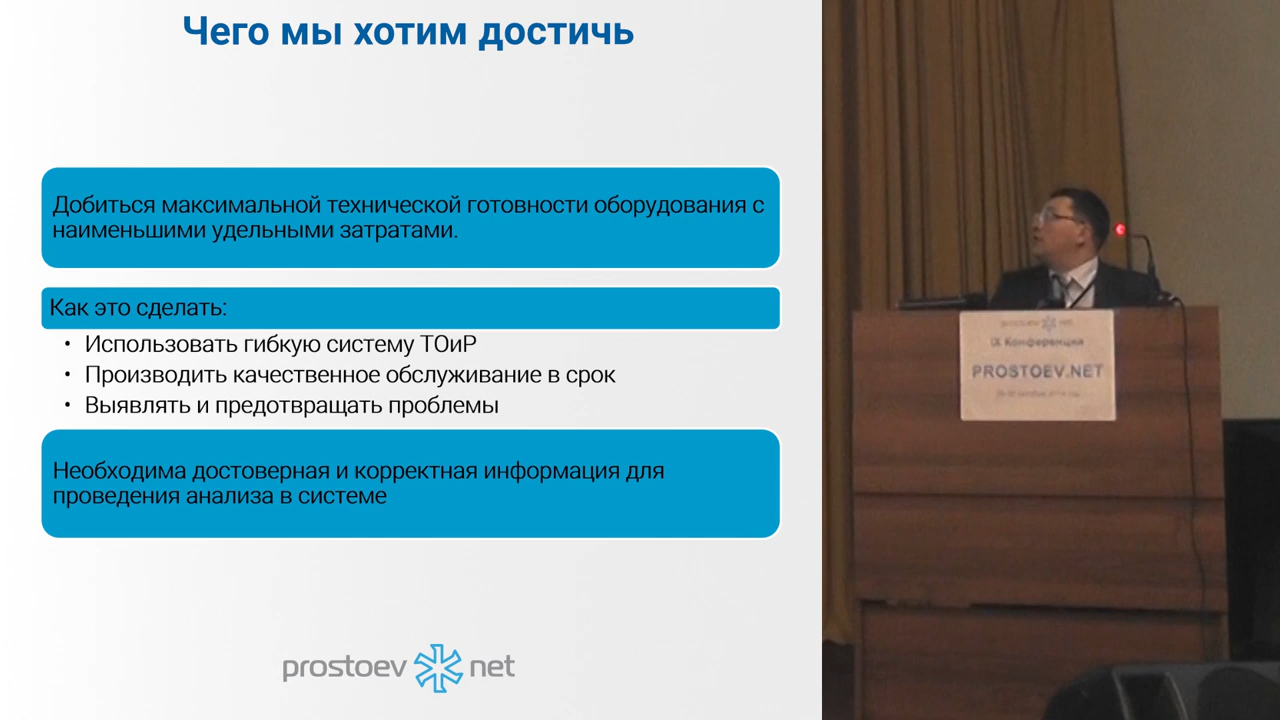 Чего мы хотим достичь
Добиться максимальной технической готовности оборудования с
наименьшими удельными затратами.
Как это сделать:
• Использовать гибкую систему ТОиР
• Производить качественное обслуживание в срок
• Выявлять и предотвращать проблемы
Необходима достоверная и корректная информация для
проведения анализа в системе
prostoev net
prostoev net
IX Конференция
PROSTOEV.NET